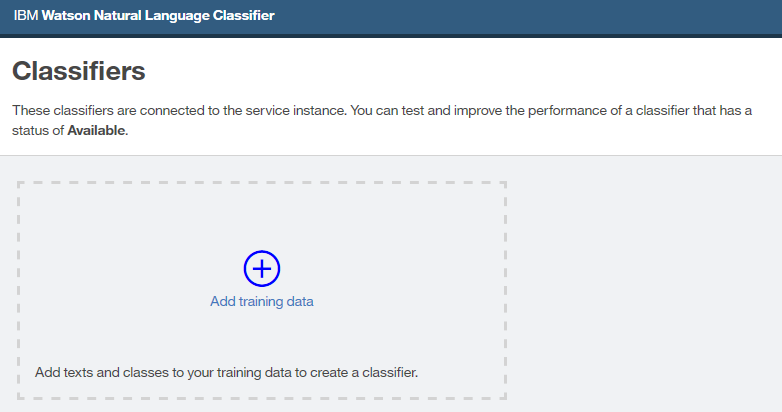 IBM Watson Natural Language Classifier
Classifiers
These classifiers are connected to the service instance. You can test and improve the performance of a classifier that has a
status of Available.
Add training data
Add texts and classes to your training data to create a classifier.